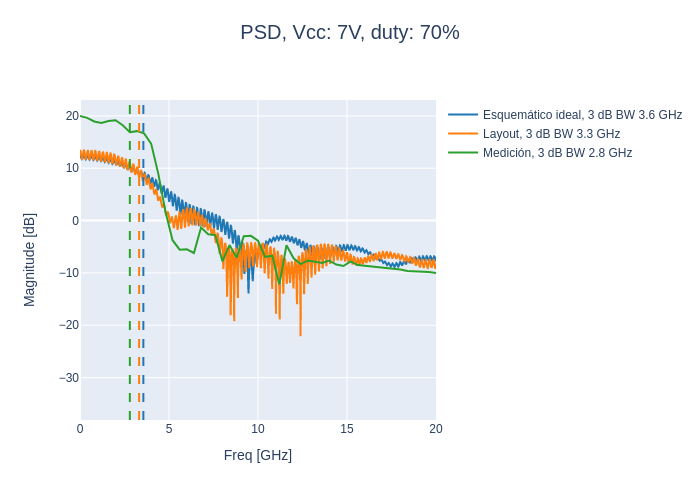 PSD, Vcc: 7V, duty: 70%
Esquemático ideal, 3 dB BW 3.6 GHz
Layout, 3 dB BW 3.3 GHz
Medición, 3 dB BW 2.8 GHz
Magnitude [dB]
20
10
0
−10
−20
−30
0 5 10 15 20
Freq [GHz]